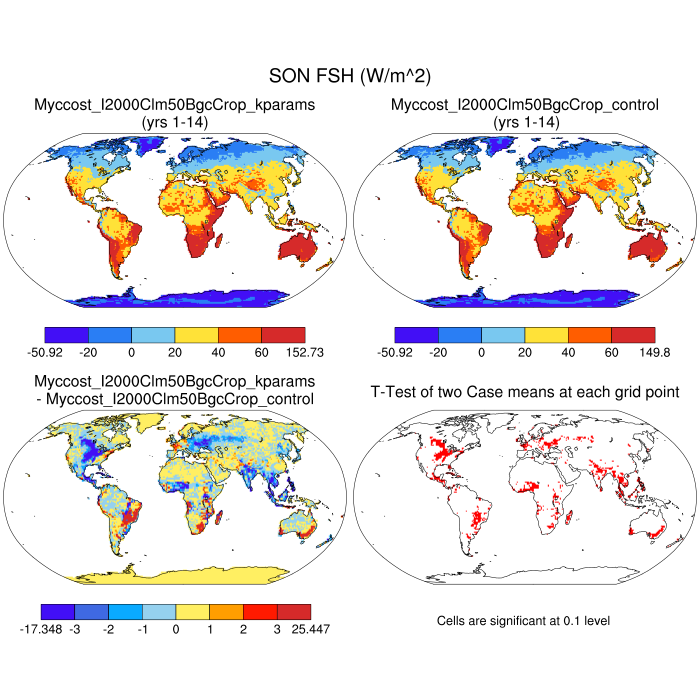 SON FSH (W/m^2)
Myccost_I2000Clm50BgcCrop_kparams
(yrs 1-14)
Myccost_I2000Clm50BgcCrop_control
(yrs 1-14)
-50.92 -20 0 20 40 60 152.73
-50.92 -20 0 20 40 60 149.8
Myccost_I2000Clm50BgcCrop_kparams
- Myccost_I2000Clm50BgcCrop_control
T-Test of two Case means at each grid point
-17.348 -3 -2 -1 0 1 2 3 25.447
Cells are significant at 0.1 level